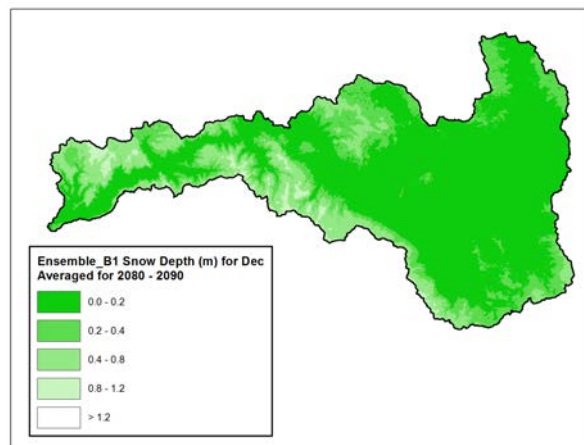 Ensemble_B1 Snow Depth (m) for Dec
Averaged for 2080 - 2090
0.0 - 0.2
0.2 - 0.4
0.4 - 0.8
0.8 - 1.2
> 1.2